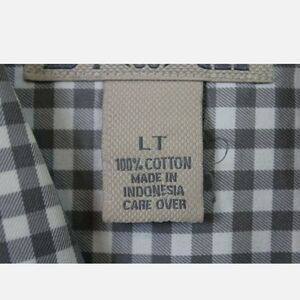 LT
100% COTTON
MADE IN
INDONESIA
CARE OVER